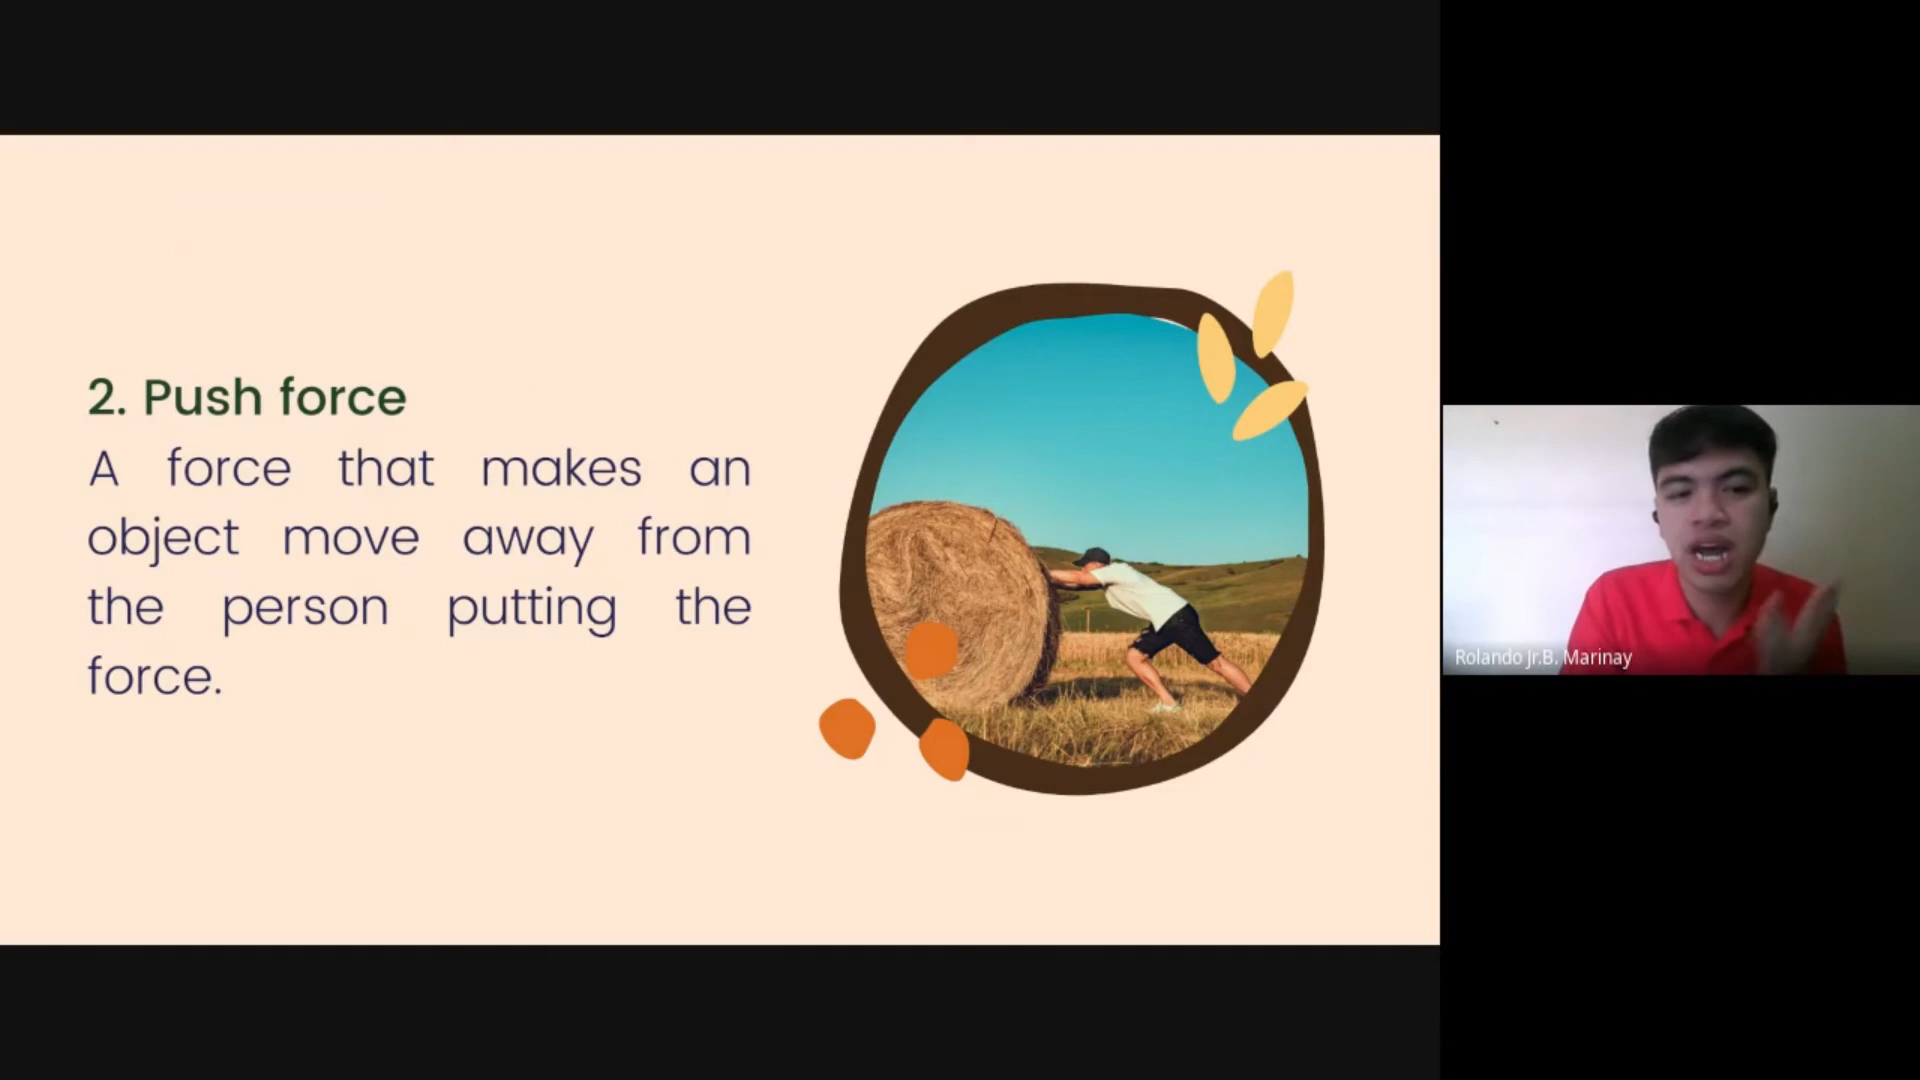 2. Push force
A force that makes an
object move away from
the person putting the
force.
Rolando Jr.B. Marinay